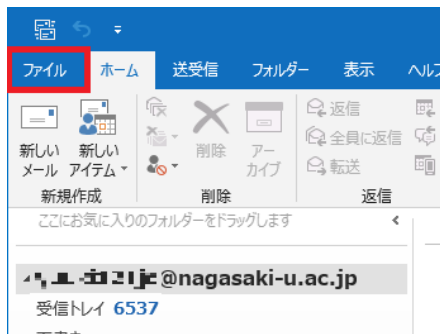 ファイル ホーム 送受信 フォルダー 表示
新しい メール
新しい アイテム
削除
アー カイブ
返信
全員に返信
転送
新規作成 削除 返信
ここにお気に入りのフォルダーをドラッグします
@nagasaki-u.ac.jp
受信トレイ 6537